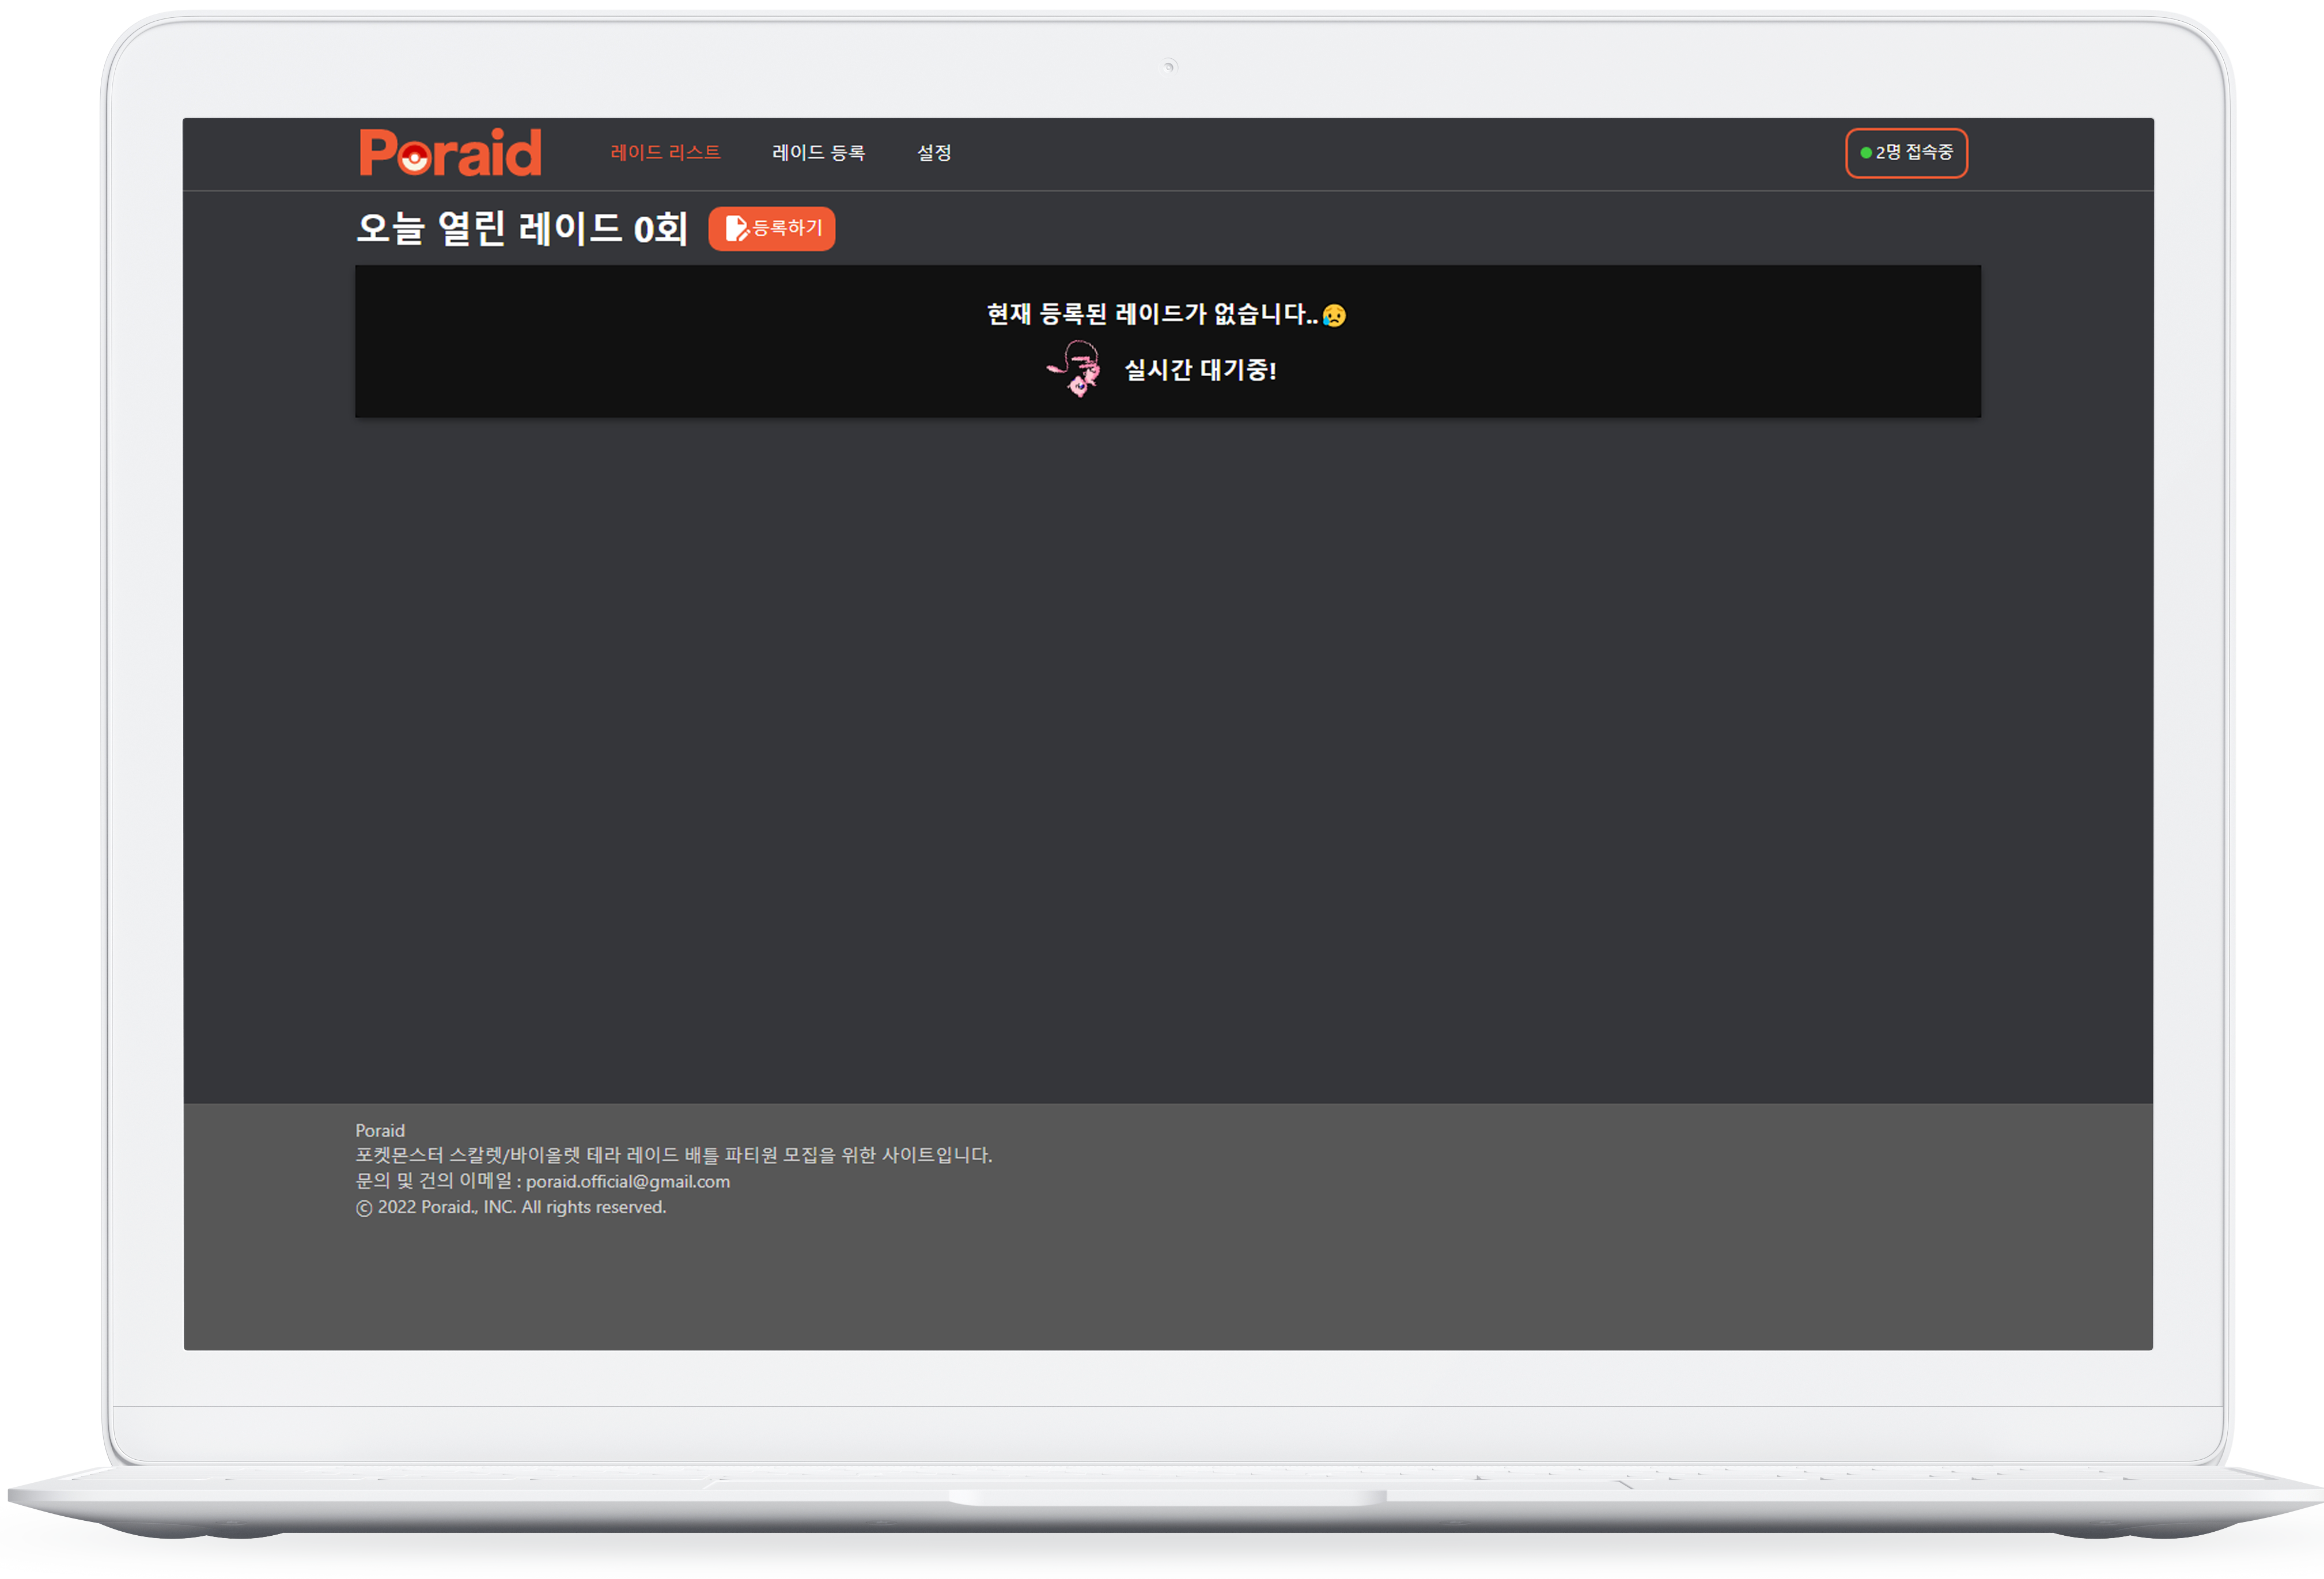 Poraid 레이드 리스트 레이드 등록 설정 2명 접속중
오늘 열린 레이드 0회 등록하기
현재 등록된 레이드가 없습니다..😥
실시간 대기중!
Poraid
포켓몬스터 스칼렛/바이올렛 테라 레이드 배틀 파티원 모집을 위한 사이트입니다.
문의 및 건의 이메일 : poraid.official@gmail.com
© 2022 Poraid., INC. All rights reserved.